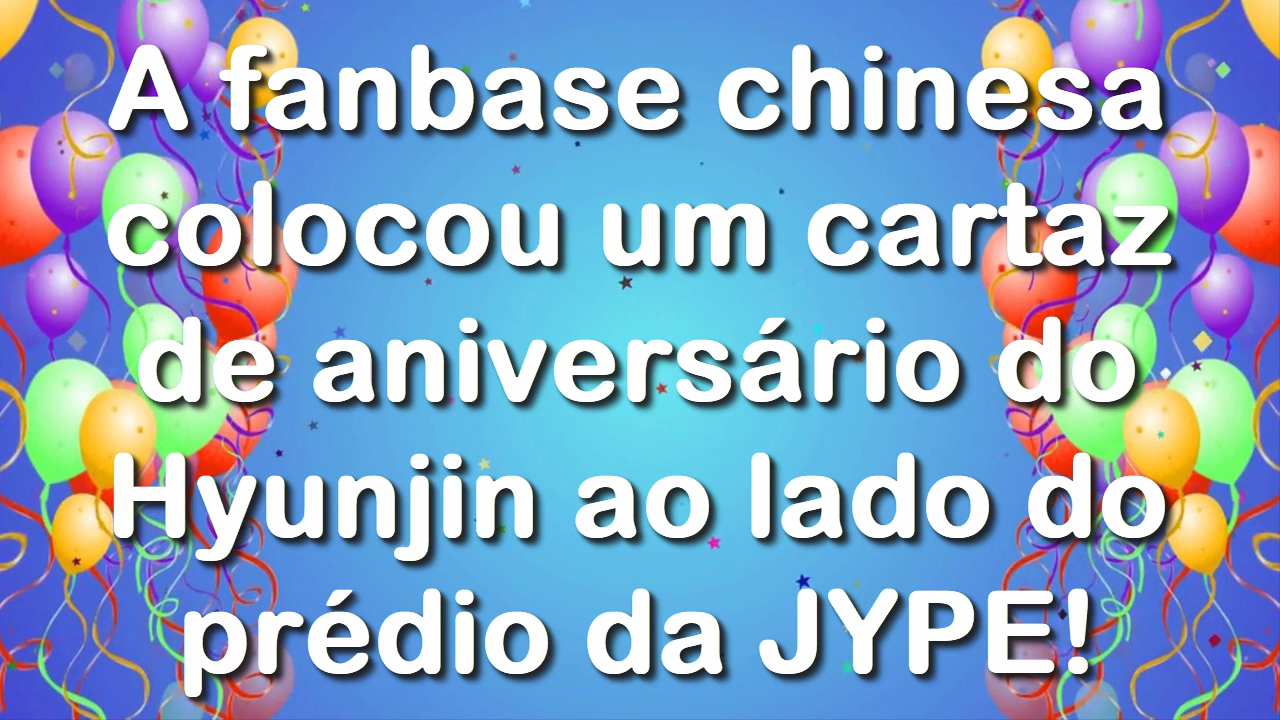 A fanbase chinesa
colocou um cartaz
de aniversário do
Hyunjin ao lado do
prédio da JYPE!